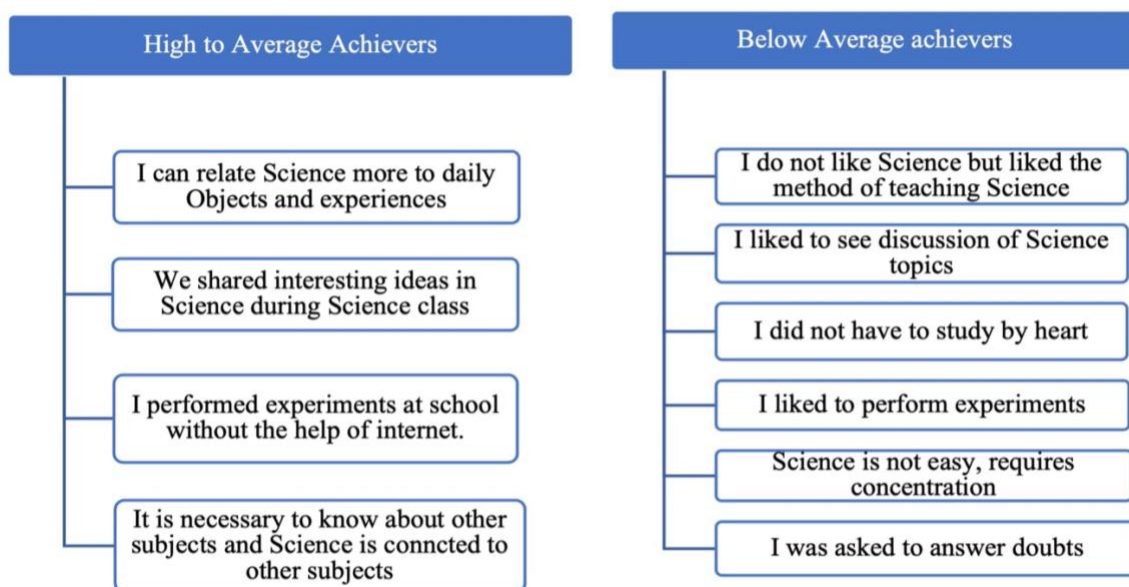 High to Average Achievers
I can relate Science more to daily
Objects and experiences
We shared interesting ideas in
Science during Science class
I performed experiments at school
without the help of internet.
It is necessary to know about other
subjects and Science is conncted to
other subjects
Below Average achievers
I do not like Science but liked the
method of teaching Science
I liked to see discussion of Science
topics
I did not have to study by heart
I liked to perform experiments
Science is not easy, requires
concentration
I was asked to answer doubts